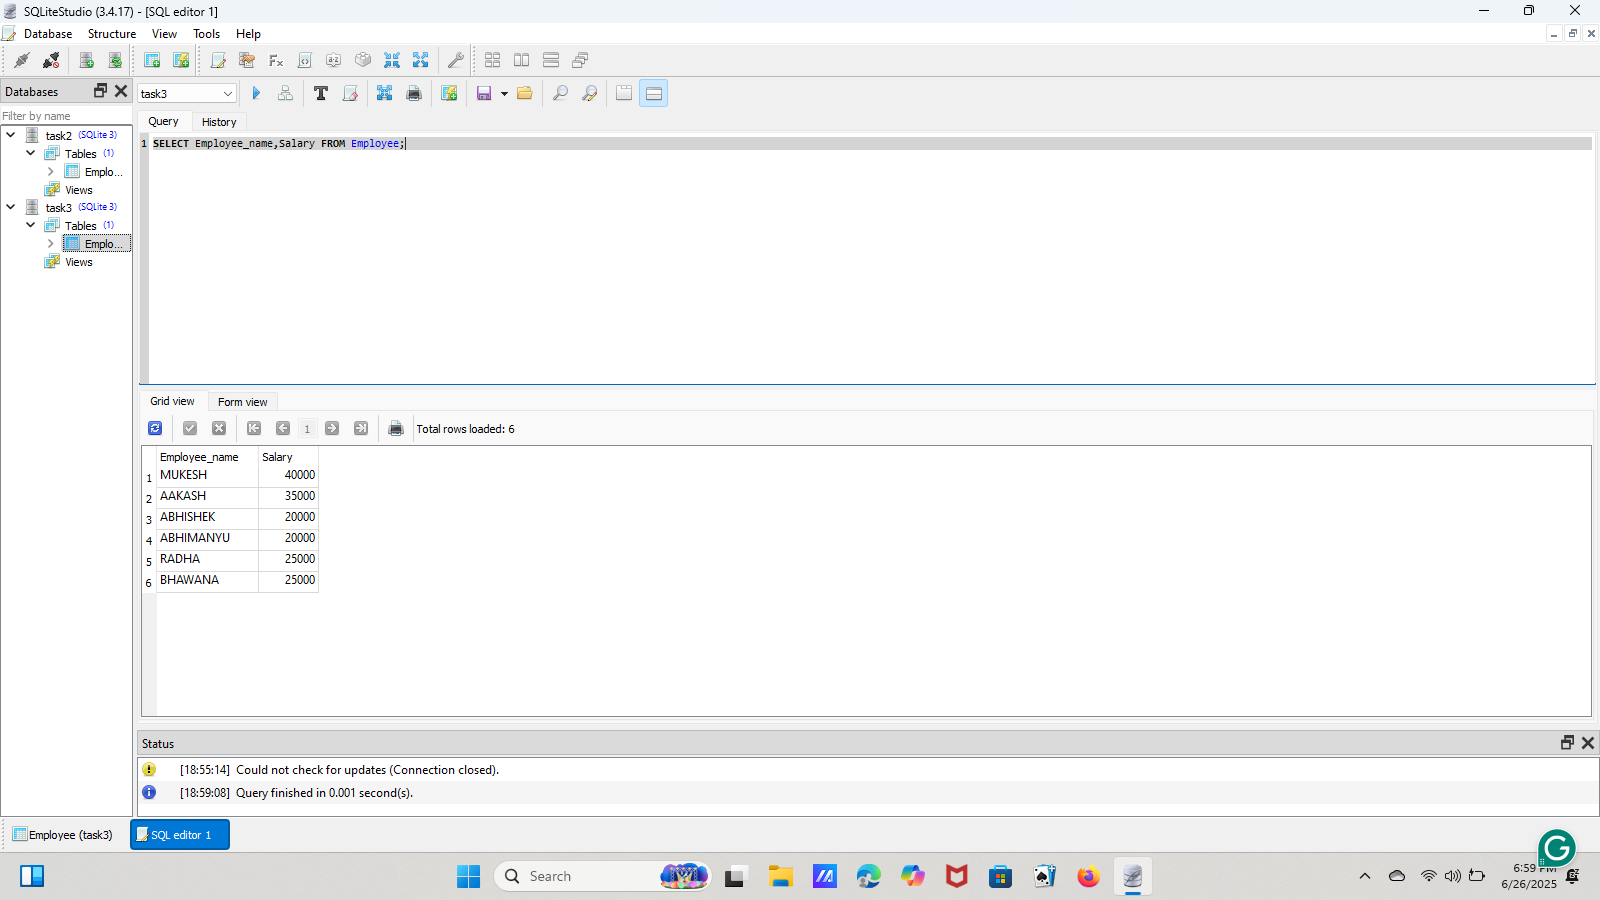 SQLiteStudio (3.4.17) - [SQL editor 1]
Database Structure View Tools Help
Databases
task3
Filter by name
Query History
task2 (SQLite 3)
Tables (1)
Emplo...
Views
task3 (SQLite 3)
Tables (1)
Emplo...
Views
1 SELECT Employee_name,Salary FROM Employee;
Grid view Form view
1 Total rows loaded: 6
Employee_name Salary
1 MUKESH 40000
2 AAKASH 35000
3 ABHISHEK 20000
4 ABHIMANYU 20000
5 RADHA 25000
6 BHAWANA 25000
Status
[18:55:14] Could not check for updates (Connection closed).
[18:59:08] Query finished in 0.001 second(s).
Employee (task3) SQL editor 1
Search
6:59 PM
6/26/2025